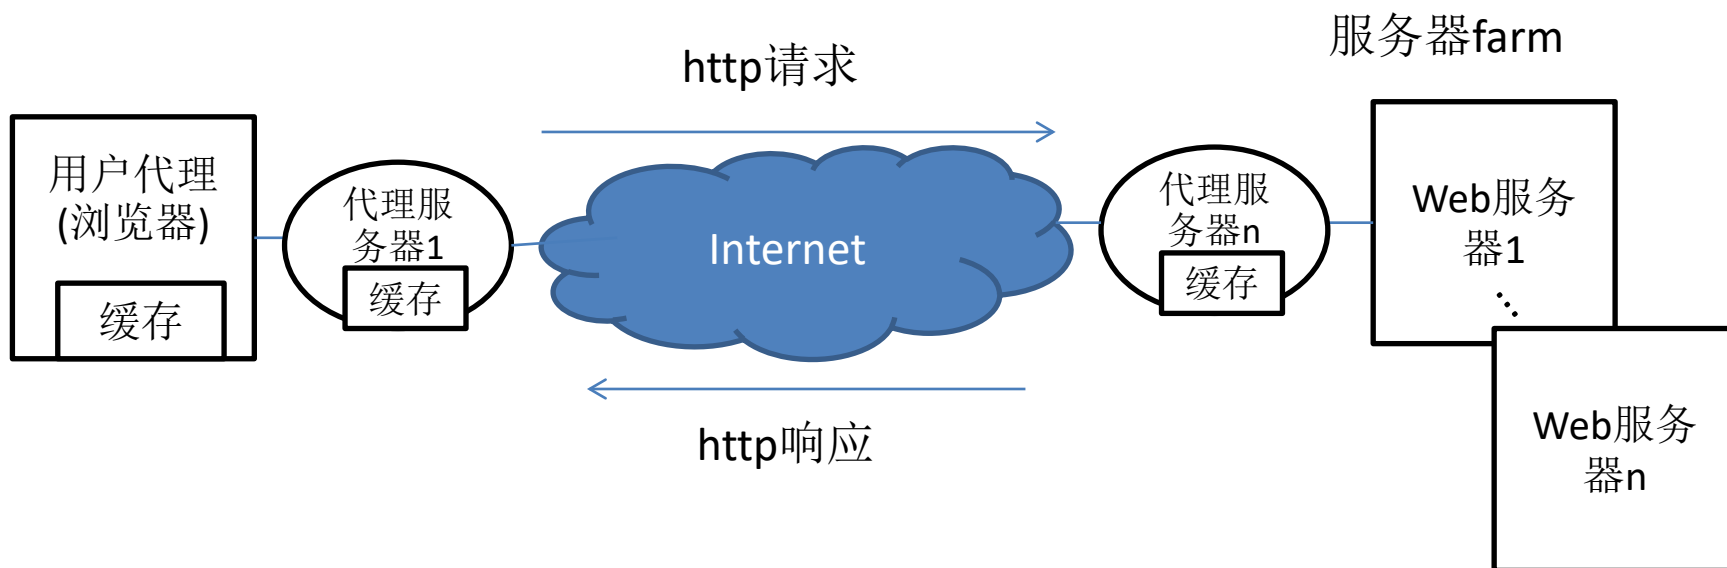 服务器farm
http请求
用户代理
(浏览器)
缓存
代理服
务器1
缓存
Internet
代理服
务器n
缓存
Web服务
器1
...
Web服务
器n
http响应